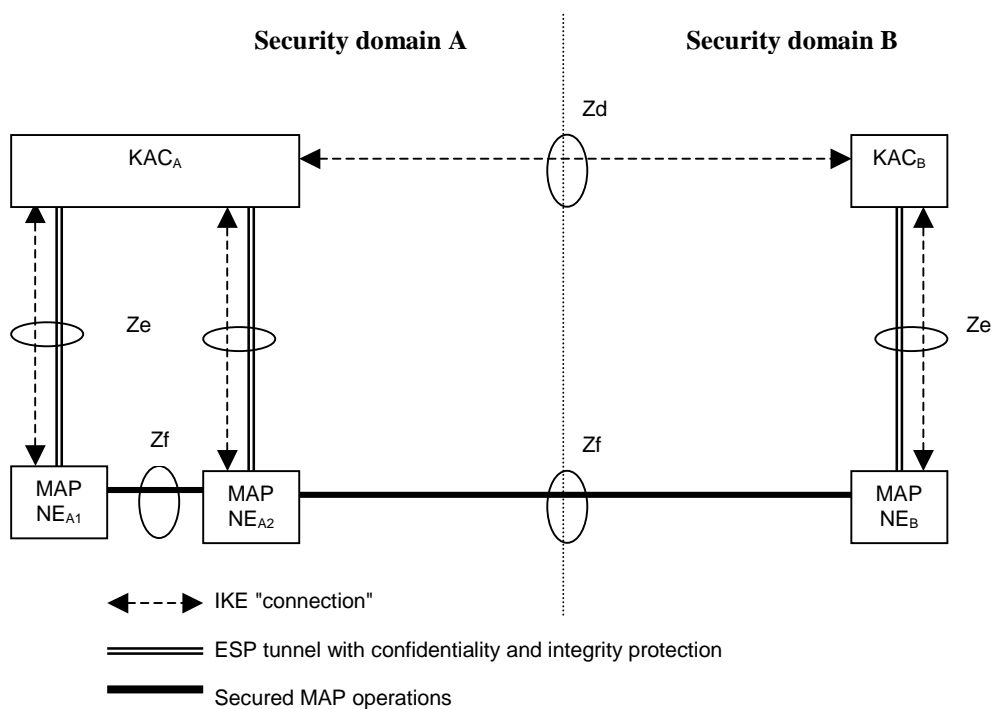 Security domain A
Security domain B
Zd
KACA
KACB
Ze
Ze
Zf
Zf
MAP
NEA1
MAP
NEA2
MAP
NEB
IKE "connection"
ESP tunnel with confidentiality and integrity protection
Secured MAP operations